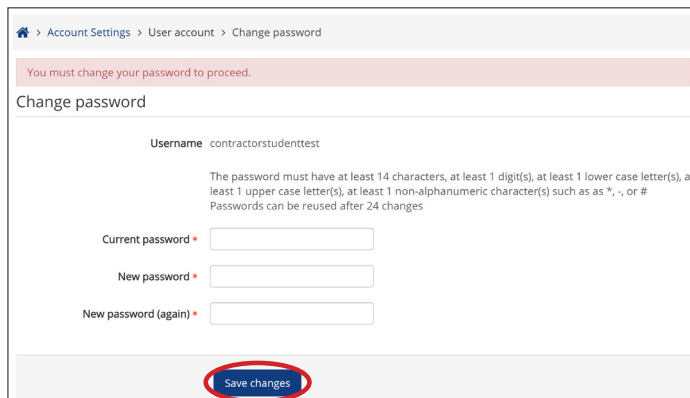 > Account Settings > User account > Change password
You must change your password to proceed.
Change password
Username contractorstudenttest
The password must have at least 14 characters, at least 1 digit(s), at least 1 lower case letter(s), a
least 1 upper case letter(s), at least 1 non-alphanumeric character(s) such as as *, -, or #
Passwords can be reused after 24 changes
Current password *
New password *
New password (again) *
Save changes